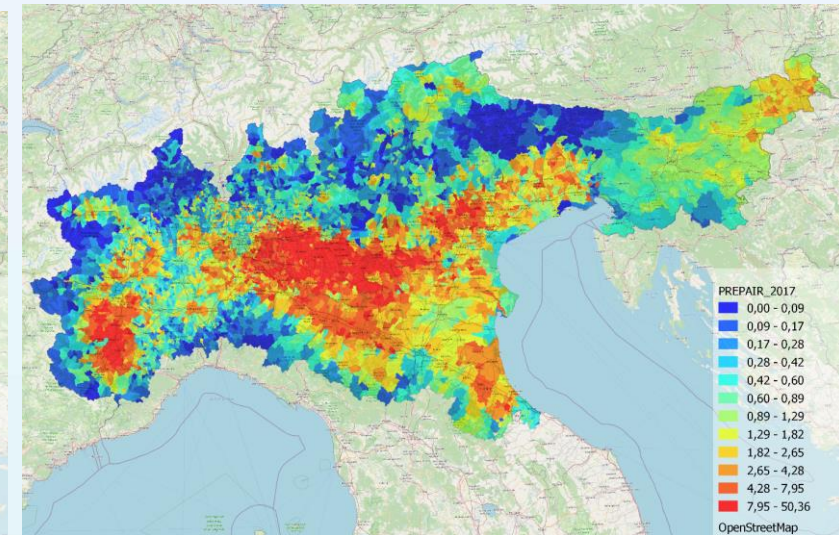 PREPAIR_2017
0,00 - 0,09
0,09 - 0,17
0,17 - 0,28
0,28 - 0,42
0,42 - 0,60
0,60 - 0,89
0,89 - 1,29
1,29 - 1,82
1,82 - 2,65
2,65 - 4,28
4,28 - 7,95
7,95 - 50,36
OpenStreetMap